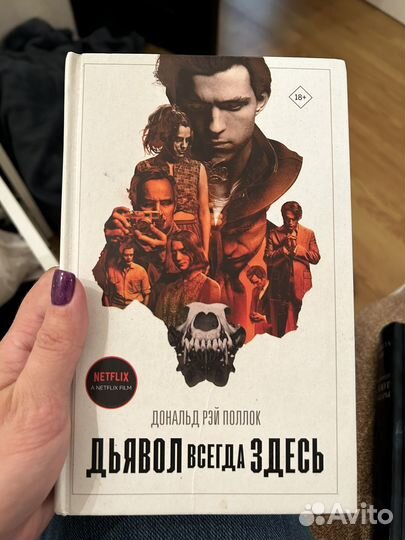 18+
NETFLIX
A NETFLIX FILM
ДОНАЛЬД РЭЙ ПОЛЛОК
ДЬЯВОЛ ВСЕГДА ЗДЕСЬ
Avito